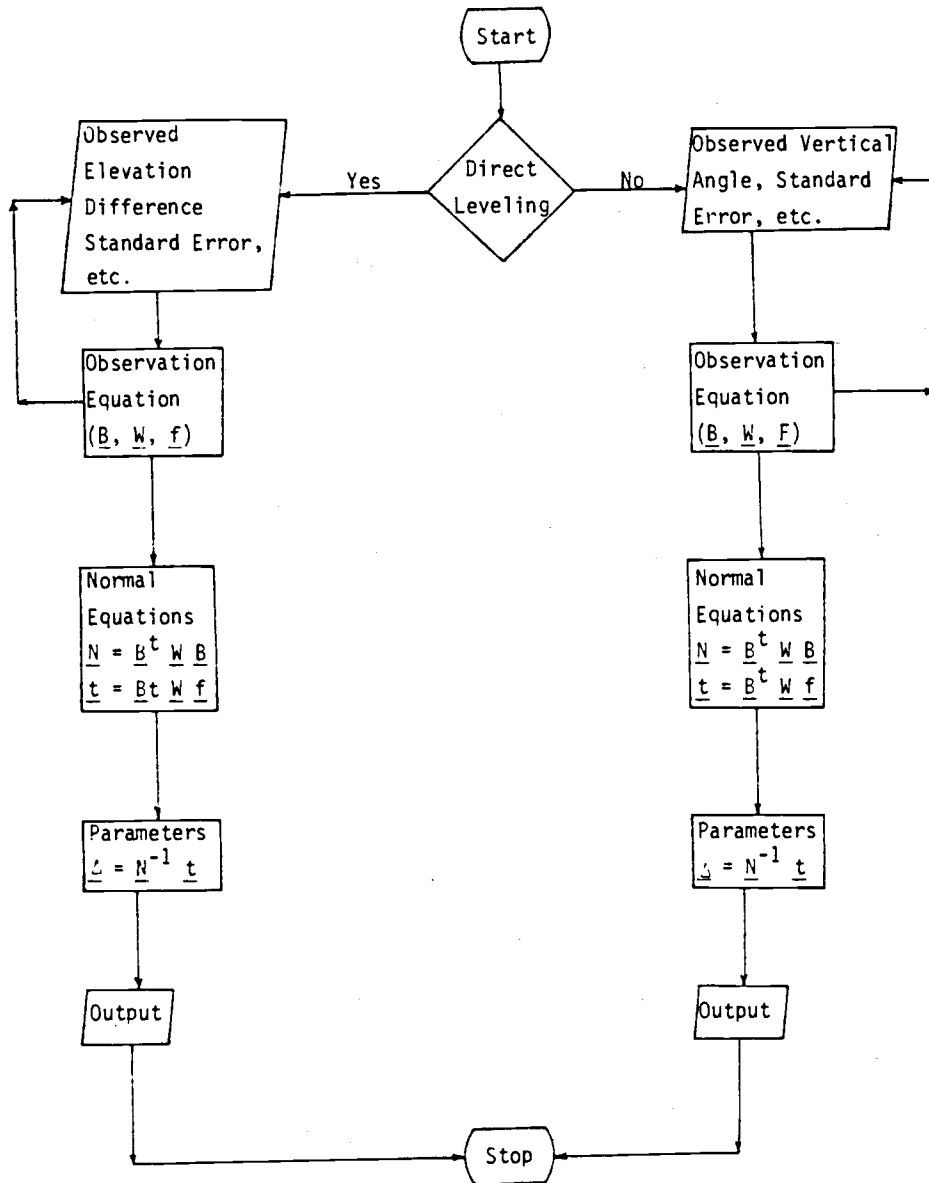 Start
Direct
Leveling
Yes
No
Observed
Elevation
Difference
Standard Error,
etc.
Observation
Equation
(B, W, f)
Normal
Equations
N = B^t W B
t = Bt W f
Parameters
Δ = N^-1 t
Output
Observed Vertical
Angle, Standard
Error, etc.
Observation
Equation
(B, W, F)
Normal
Equations
N = B^t W B
t = B^t W f
Parameters
Δ = N^-1 t
Output
Stop